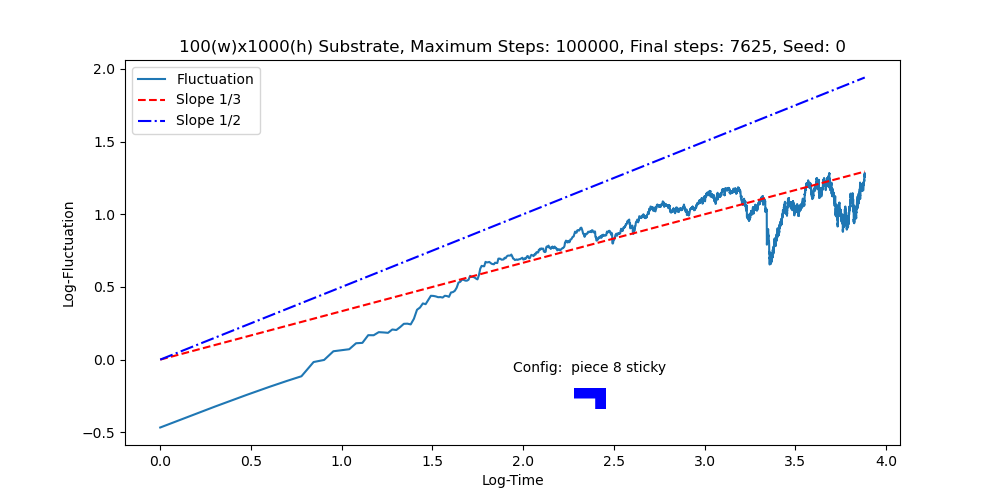 100(w)x1000(h) Substrate, Maximum Steps: 100000, Final steps: 7625, Seed: 0
Fluctuation
Slope 1/3
Slope 1/2
2.0
1.5
1.0
0.5
0.0
−0.5
Log-Fluctuation
Config:  piece 8 sticky
0.0 0.5 1.0 1.5 2.0 2.5 3.0 3.5 4.0
Log-Time